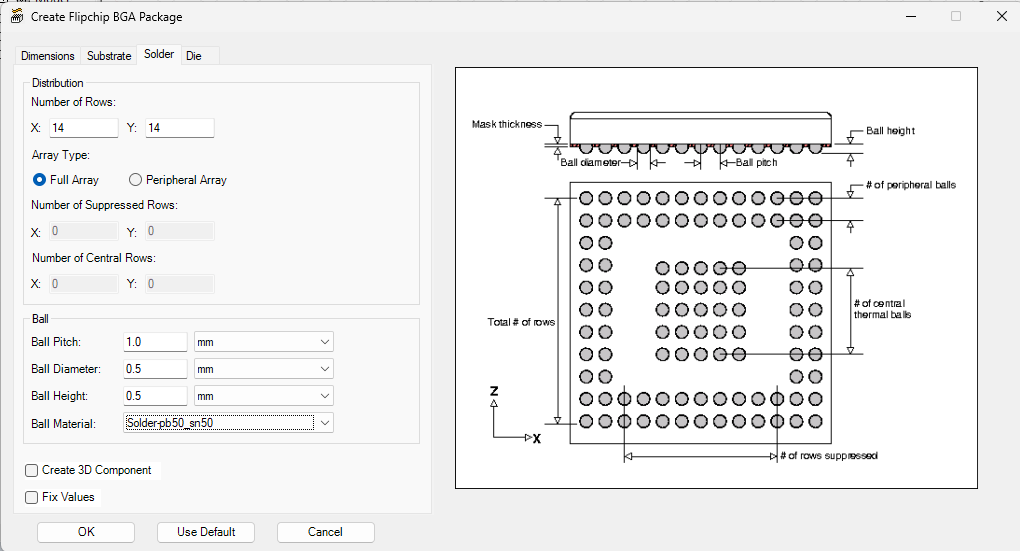 Create Flipchip BGA Package
Dimensions Substrate Solder Die
Distribution
Number of Rows:
X: 14 Y: 14
Array Type:
Full Array Peripheral Array
Number of Suppressed Rows:
X: 0 Y: 0
Number of Central Rows:
X: 0 Y: 0
Ball
Ball Pitch: 1.0 mm
Ball Diameter: 0.5 mm
Ball Height: 0.5 mm
Ball Material: Solder-pb50_sn50
Create 3D Component
Fix Values
OK Use Default Cancel
Mask thickness
Ball height
Ball diameter
Ball pitch
# of peripheral balls
Total # of rows
# of central
thermal balls
Z
X
# of rows suppressed